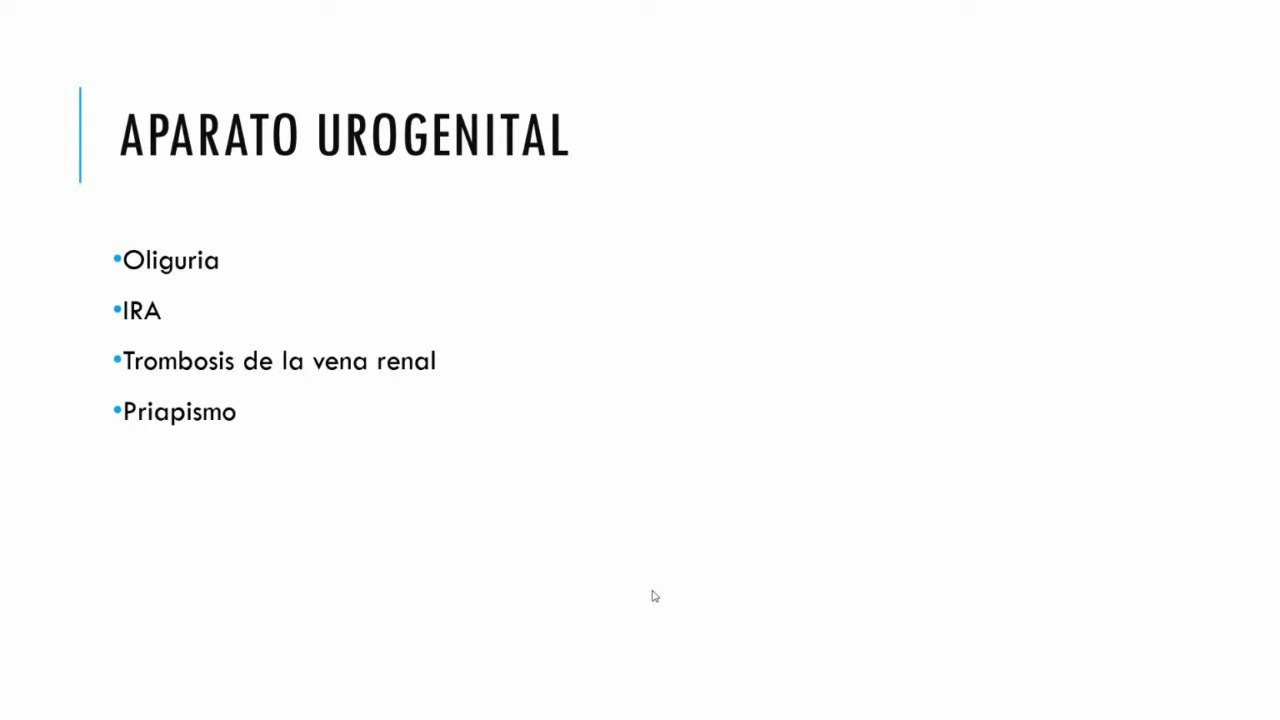 APARATO UROGENITAL
•Oliguria
•IRA
•Trombosis de la vena renal
•Priapismo